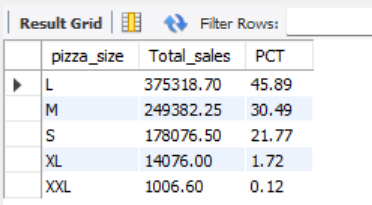 Result Grid Filter Rows:
pizza_size Total_sales PCT
L 375318.70 45.89
M 249382.25 30.49
S 178076.50 21.77
XL 14076.00 1.72
XXL 1006.60 0.12